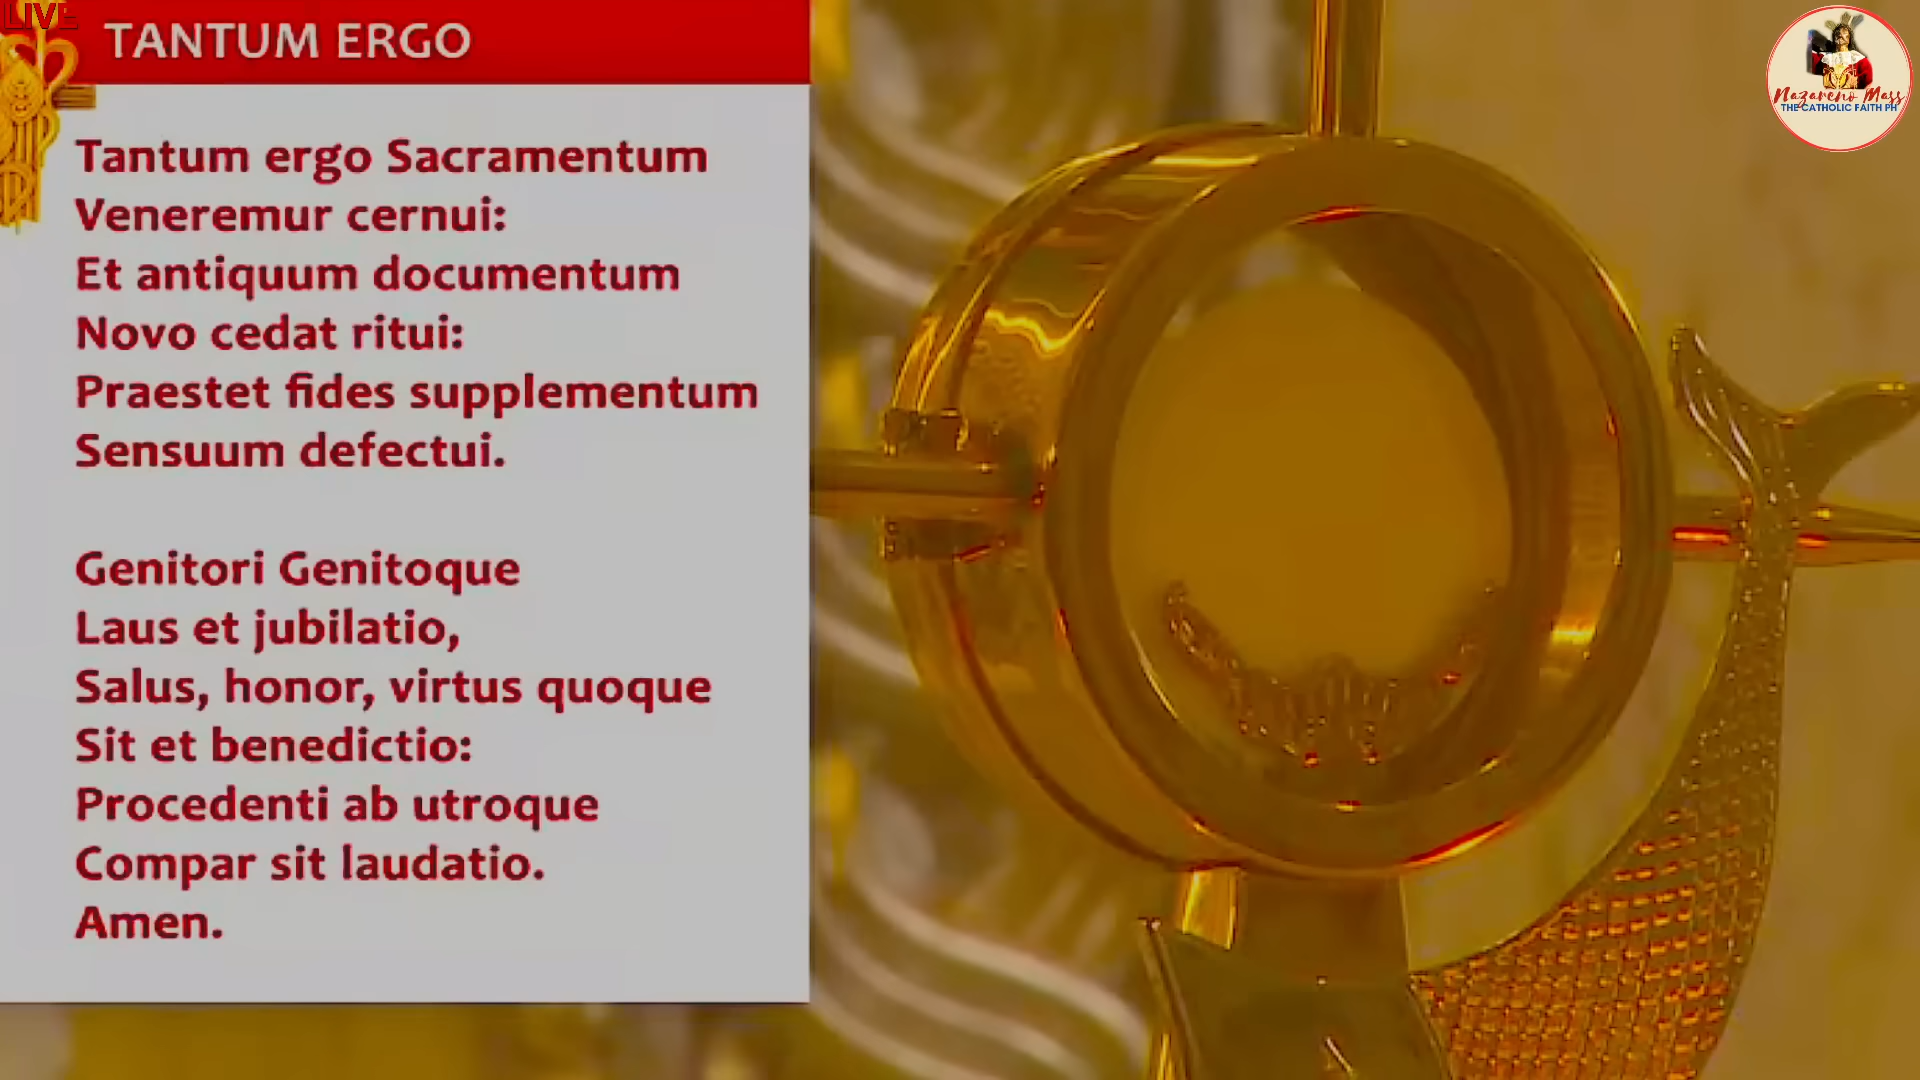 LIVE
TANTUM ERGO
Tantum ergo Sacramentum
Veneremur cernui:
Et antiquum documentum
Novo cedat ritui:
Praestet fides supplementum
Sensuum defectui.
Genitori Genitoque
Laus et jubilatio,
Salus, honor, virtus quoque
Sit et benedictio:
Procedenti ab utroque
Compar sit laudatio.
Amen.
Nazareno Mass
THE CATHOLIC FAITH PH